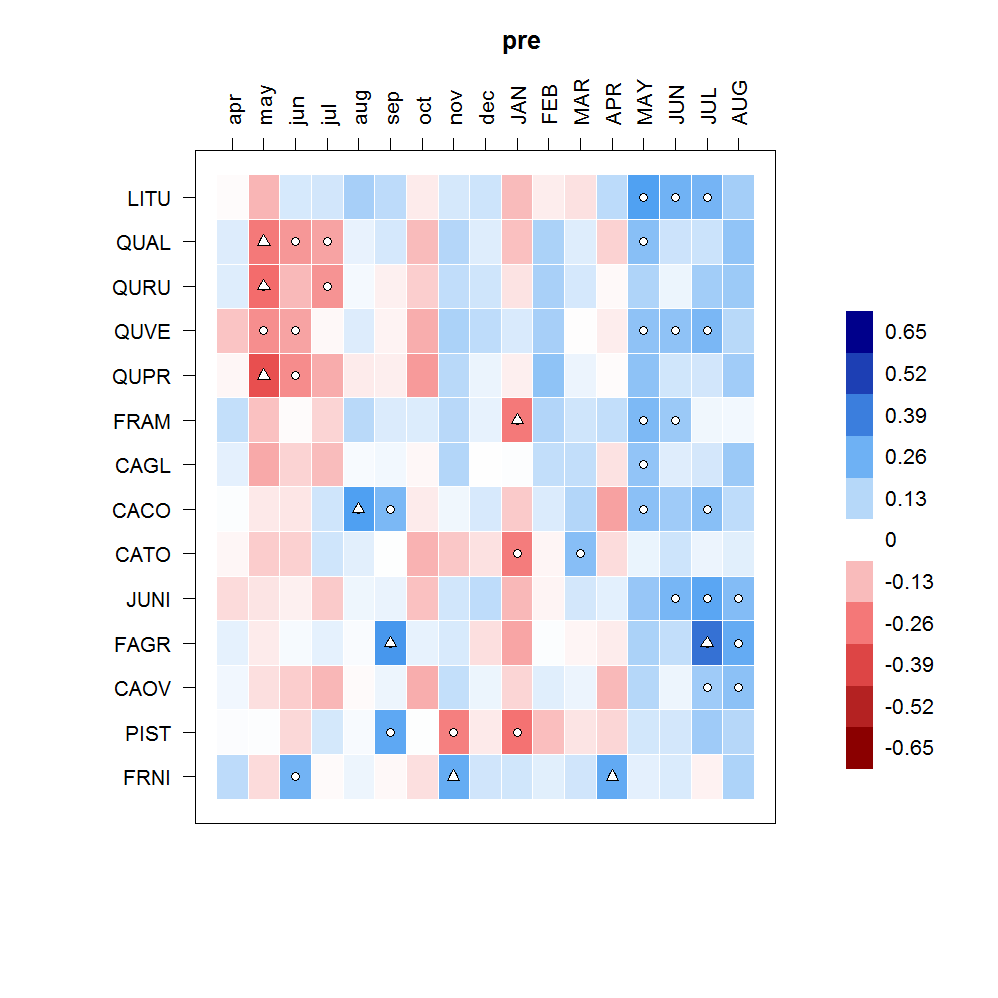 pre
apr may jun jul aug sep oct nov dec JAN FEB MAR APR MAY JUN JUL AUG
LITU
QUAL
QURU
QUVE
QUPR
FRAM
CAGL
CACO
CATO
JUNI
FAGR
CAOV
PIST
FRNI
0.65
0.52
0.39
0.26
0.13
0
-0.13
-0.26
-0.39
-0.52
-0.65